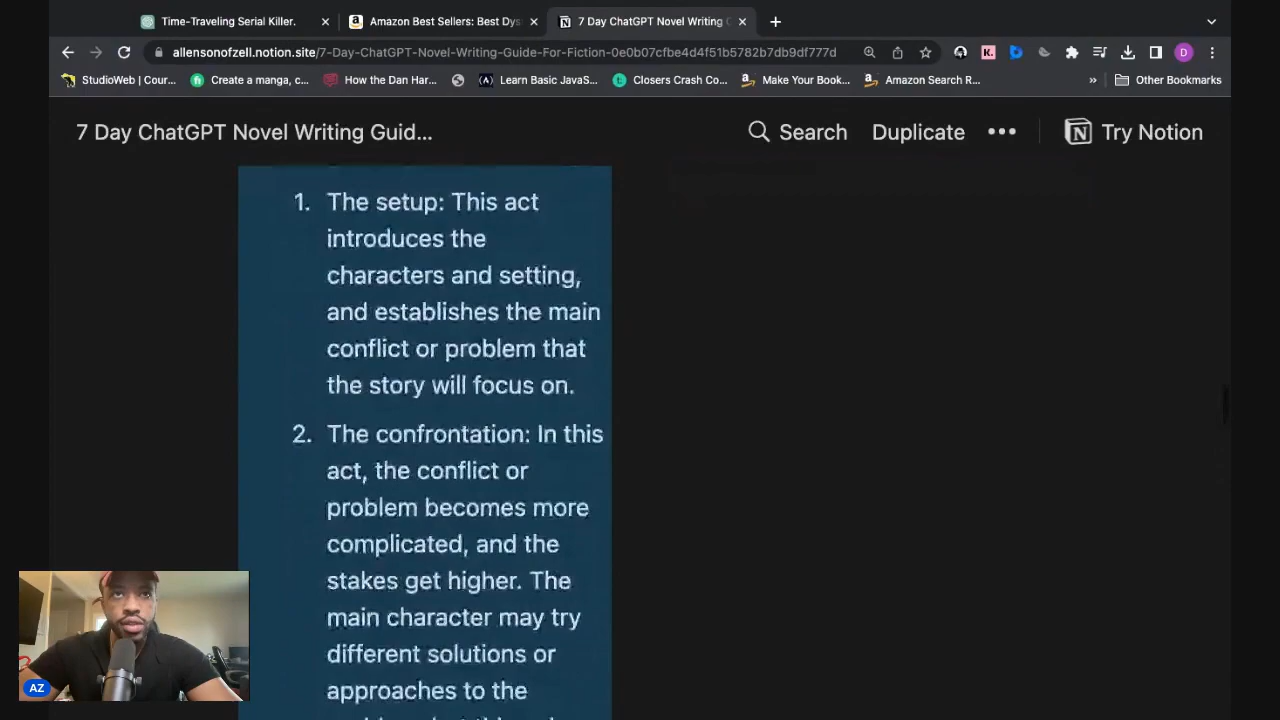 Time-Traveling Serial Killer.
Amazon Best Sellers: Best Dys
7 Day ChatGPT Novel Writing G
allensonofzell.notion.site/7-Day-ChatGPT-Novel-Writing-Guide-For-Fiction-0e0b07cfbe4d4f51b5782b7db9df777d
StudioWeb | Cour...
Create a manga, c...
How the Dan Har...
Learn Basic JavaS...
Closers Crash Co...
Make Your Book...
Amazon Search R...
Other Bookmarks
7 Day ChatGPT Novel Writing Guid...
Search
Duplicate
Try Notion
1. The setup: This act
introduces the
characters and setting,
and establishes the main
conflict or problem that
the story will focus on.
2. The confrontation: In this
act, the conflict or
problem becomes more
complicated, and the
stakes get higher. The
main character may try
different solutions or
approaches to the
AZ